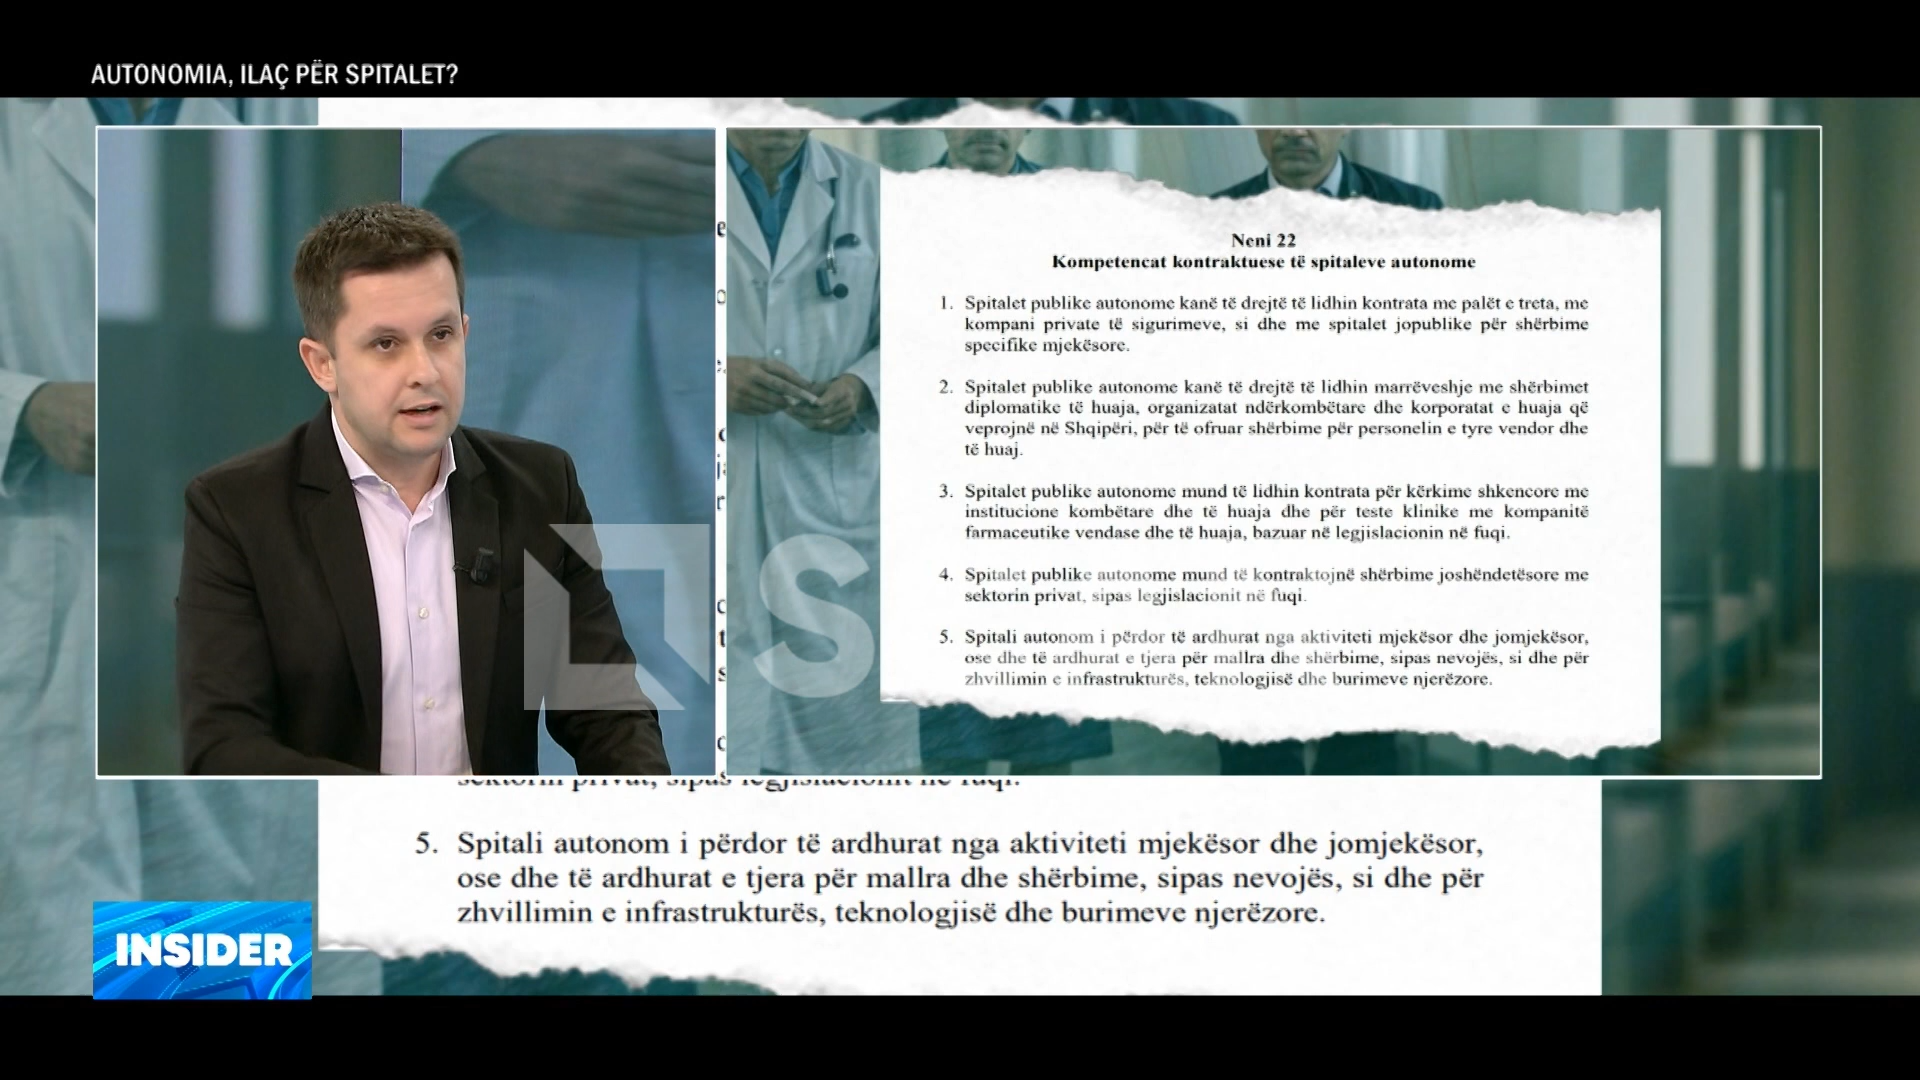 AUTONOMIA, ILAÇ PËR SPITALET?
Neni 22
Kompetencat kontraktuese të spitaleve autonome
1. Spitalet publike autonome kanë të drejtë të lidhin kontrata me palët e treta, me
kompani private të sigurimeve, si dhe me spitalet jopublike për shërbime
specifike mjekësore.
2. Spitalet publike autonome kanë të drejtë të lidhin marrëveshje me shërbimet
diplomatike të huaja, organizatat ndërkombëtare dhe korporatat e huaja që
veprojnë në Shqipëri, për të ofruar shërbime për personelin e tyre vendor dhe
të huaj.
3. Spitalet publike autonome mund të lidhin kontrata për kërkime shkencore me
institucione kombëtare dhe të huaja dhe për teste klinike me kompanitë
farmaceutike vendase dhe të huaja, bazuar në legjislacionin në fuqi.
4. Spitalet publike autonome mund të kontraktojnë shërbime joshëndetësore me
sektorin privat, sipas legjislacionit në fuqi.
5. Spitali autonom i përdor të ardhurat nga aktiviteti mjekësor dhe jomjekësor,
ose dhe të ardhurat e tjera për mallra dhe shërbime, sipas nevojës, si dhe për
zhvillimin e infrastrukturës, teknologjisë dhe burimeve njerëzore.
S
sektorin privat, sipas legjislacionit në fuqi.
5. Spitali autonom i përdor të ardhurat nga aktiviteti mjekësor dhe jomjekësor,
ose dhe të ardhurat e tjera për mallra dhe shërbime, sipas nevojës, si dhe për
zhvillimin e infrastrukturës, teknologjisë dhe burimeve njerëzore.
INSIDER